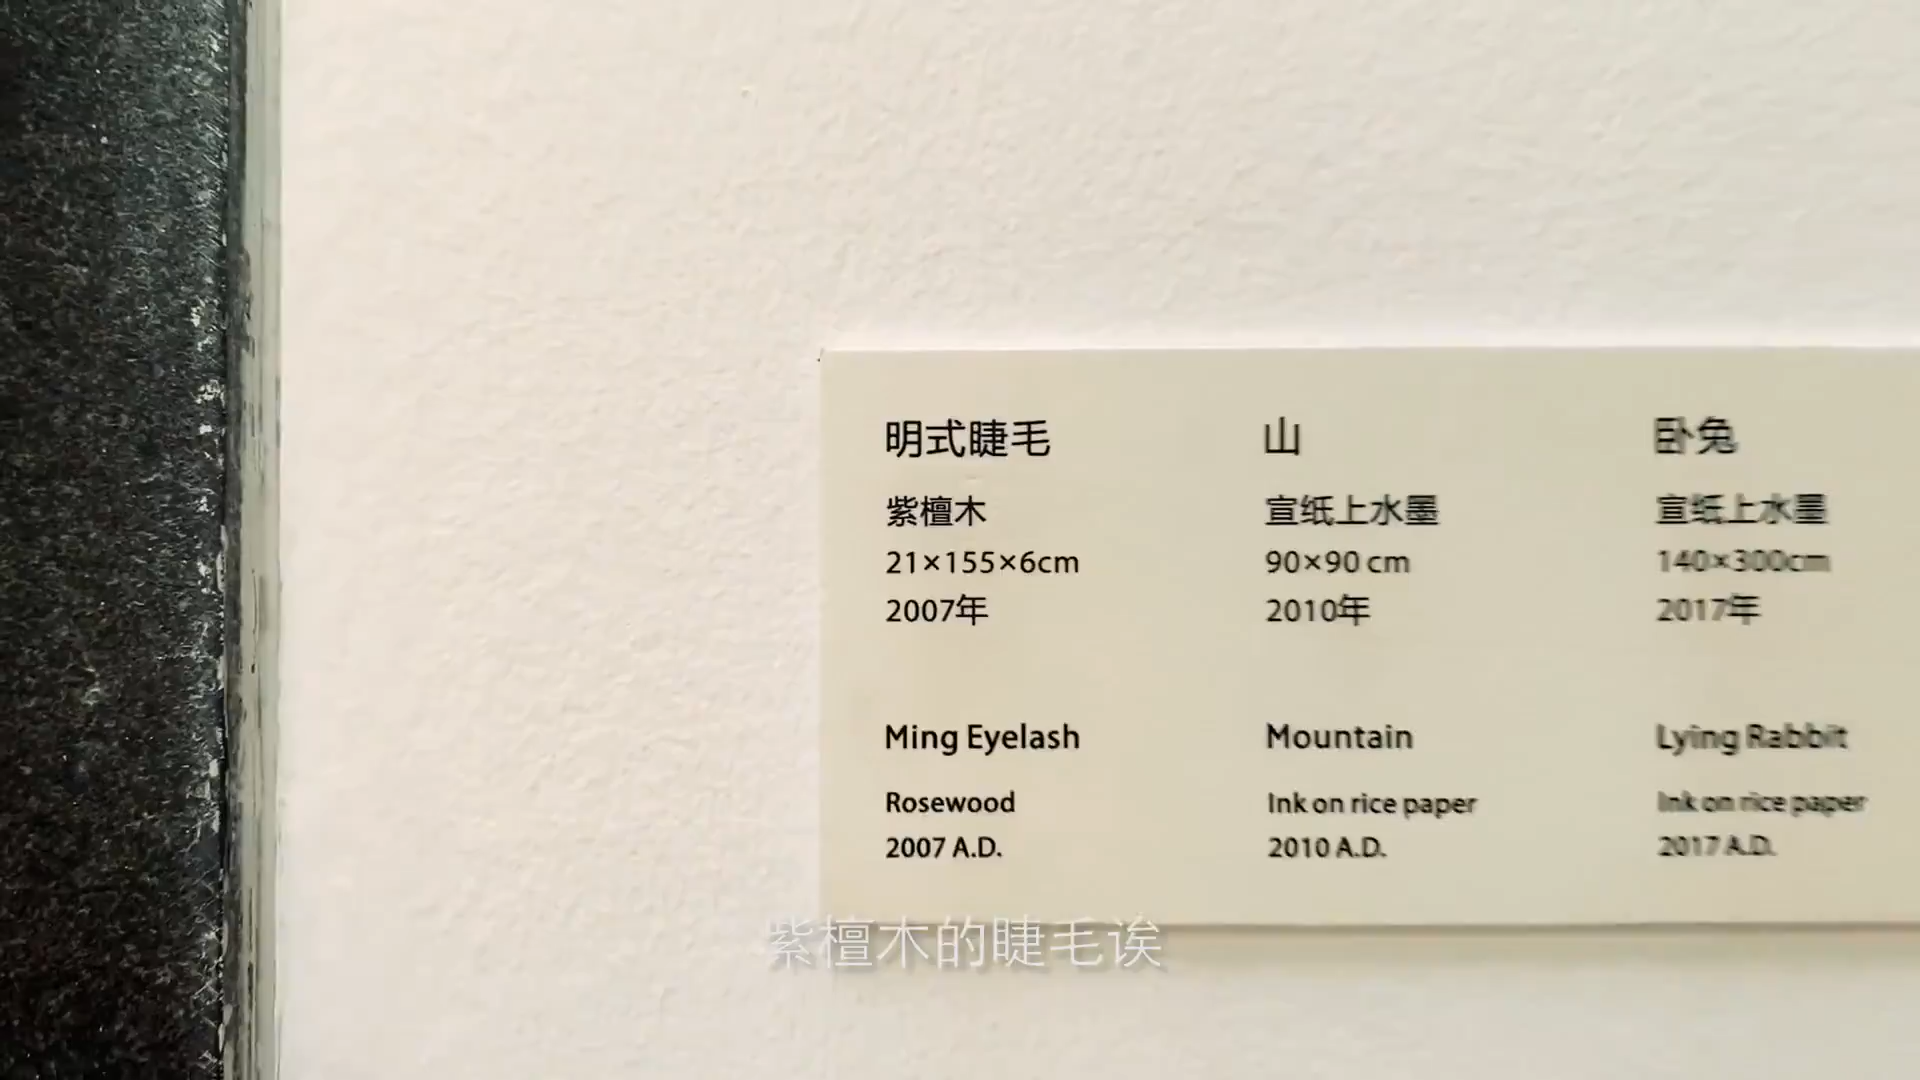 明式睫毛
紫檀木
21×155×6cm
2007年
Ming Eyelash
Rosewood
2007 A.D.
山
宣纸上水墨
90×90 cm
2010年
Mountain
Ink on rice paper
2010 A.D.
卧兔
宣纸上水墨
140×300cm
2017年
Lying Rabbit
Ink on rice paper
2017 A.D.
紫檀木的睫毛诶